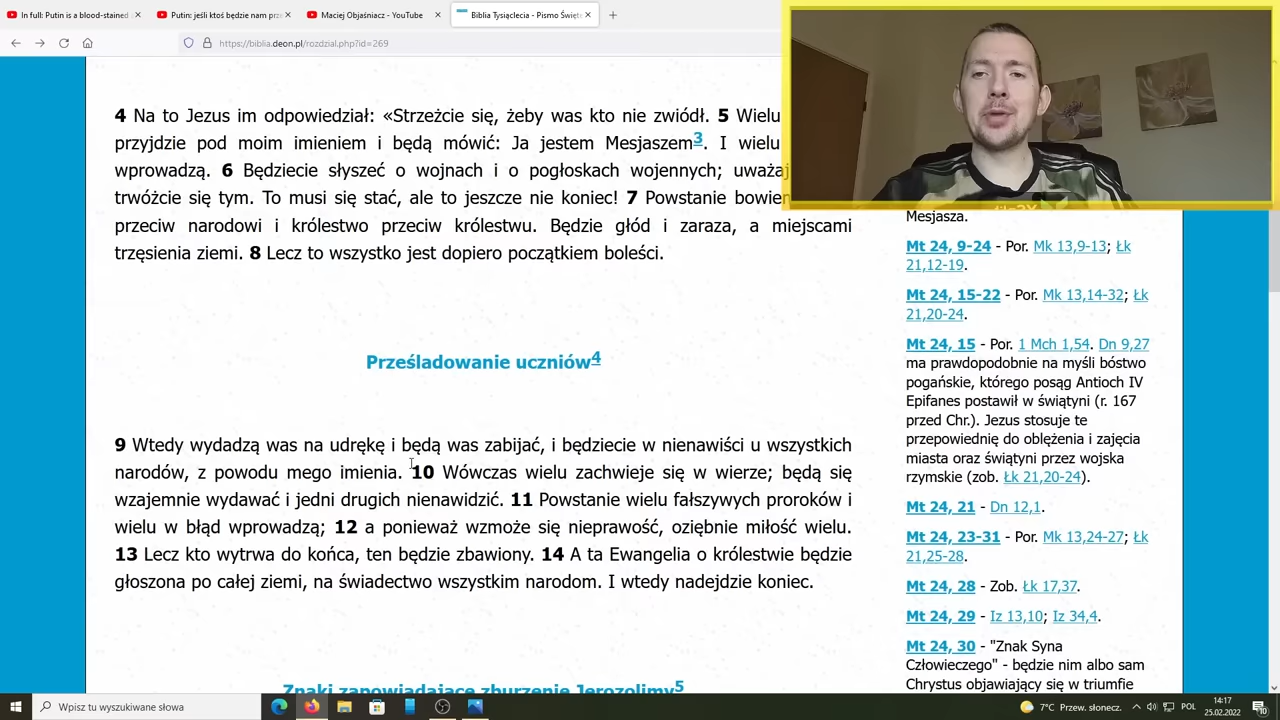 In full: Putin is a blood-stained
Putin: jeśli ktoś będzie nam prze
Maciej Objaśniacz - YouTube
Biblia Tysiąclecia - Pismo Święt
https://biblia.deon.pl/rozdzial.php?id=269
4 Na to Jezus im odpowiedział: «Strzeżcie się, żeby was kto nie zwiódł. 5 Wielu
przyjdzie pod moim imieniem i będą mówić: Ja jestem Mesjaszem3. I wielu
wprowadzą. 6 Będziecie słyszeć o wojnach i o pogłoskach wojennych; uważaj
trwóżcie się tym. To musi się stać, ale to jeszcze nie koniec! 7 Powstanie bowie
przeciw narodowi i królestwo przeciw królestwu. Będzie głód i zaraza, a miejscami
trzęsienia ziemi. 8 Lecz to wszystko jest dopiero początkiem boleści.
Prześladowanie uczniów4
9 Wtedy wydadzą was na udrękę i będą was zabijać, i będziecie w nienawiści u wszystkich
narodów, z powodu mego imienia. 10 Wówczas wielu zachwieje się w wierze; będą się
wzajemnie wydawać i jedni drugich nienawidzić. 11 Powstanie wielu fałszywych proroków i
wielu w błąd wprowadzą; 12 a ponieważ wzmoże się nieprawość, oziębnie miłość wielu.
13 Lecz kto wytrwa do końca, ten będzie zbawiony. 14 A ta Ewangelia o królestwie będzie
głoszona po całej ziemi, na świadectwo wszystkim narodom. I wtedy nadejdzie koniec.
Znaki zapowiadające zburzenie Jerozolimy5
Mesjasza.
Mt 24, 9-24 - Por. Mk 13,9-13; Łk
21,12-19.
Mt 24, 15-22 - Por. Mk 13,14-32; Łk
21,20-24.
Mt 24, 15 - Por. 1 Mch 1,54. Dn 9,27
ma prawdopodobnie na myśli bóstwo
pogańskie, którego posąg Antioch IV
Epifanes postawił w świątyni (r. 167
przed Chr.). Jezus stosuje te
przepowiednię do oblężenia i zajęcia
miasta oraz świątyni przez wojska
rzymskie (zob. Łk 21,20-24).
Mt 24, 21 - Dn 12,1.
Mt 24, 23-31 - Por. Mk 13,24-27; Łk
21,25-28.
Mt 24, 28 - Zob. Łk 17,37.
Mt 24, 29 - Iz 13,10; Iz 34,4.
Mt 24, 30 - "Znak Syna
Człowieczego" - będzie nim albo sam
Chrystus objawiający się w triumfie
Wpisz tu wyszukiwane słowa
7°C Przew. słonecz.
POL
14:17
25.02.2022